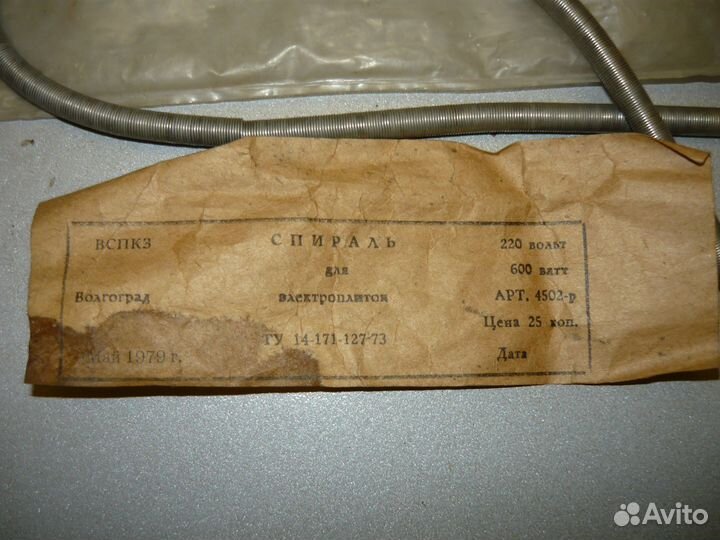 ВСПКЗ СПИРАЛЬ 220 вольт
для 600 ватт
Волгоград электроплиток АРТ. 4502-р
Цена 25 коп.
ТУ 14-171-127-73
Май 1979 г. Дата
Avito